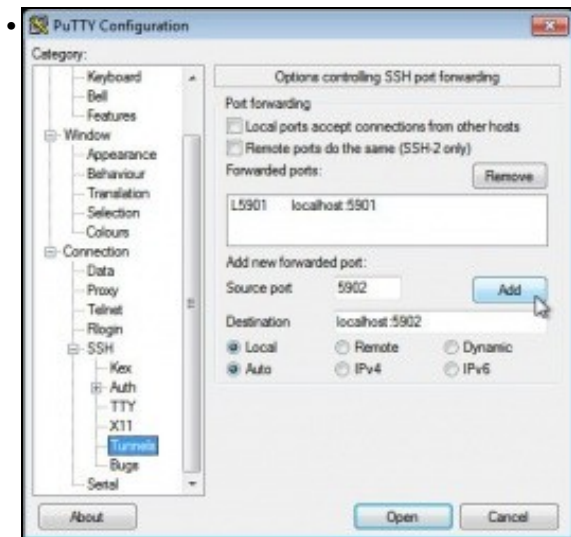 PuTTY Configuration
Category:
Keyboard
Bell
Features
Window
Appearance
Behaviour
Translation
Selection
Colours
Connection
Data
Proxy
Telnet
Rlogin
SSH
Kex
Auth
TTY
X11
Tunnels
Bugs
Serial
Options controlling SSH port forwarding
Port forwarding
Local ports accept connections from other hosts
Remote ports do the same (SSH-2 only)
Forwarded ports:
Remove
L5901 localhost:5901
Add new forwarded port:
Source port 5902 Add
Destination localhost:5902
Local Remote Dynamic
Auto IPv4 IPv6
About Open Cancel